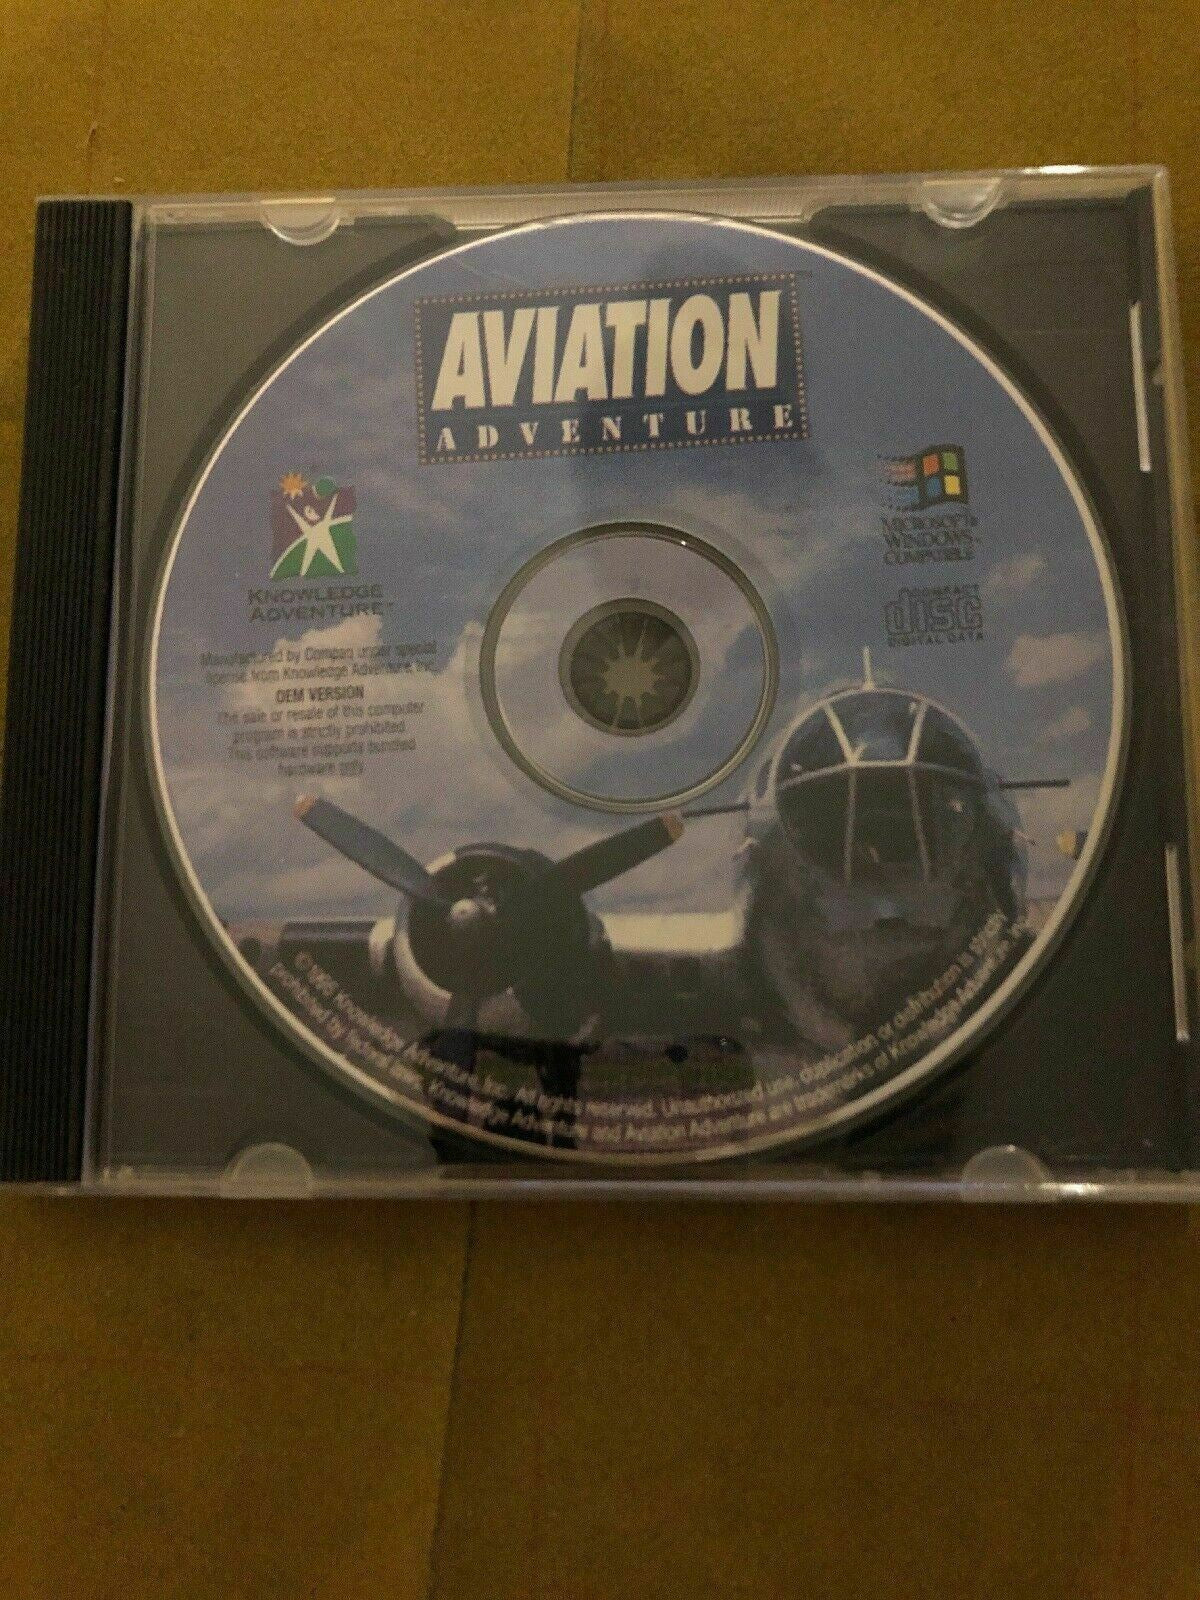 AVIATION
ADVENTURE
KNOWLEDGE
ADVENTURE™
MICROSOFT®
WINDOWS™
COMPATIBLE
COMPACT
disc
DIGITAL DATA
Manufactured by Compaq under special
license from Knowledge Adventure, Inc.
OEM VERSION
The sale or resale of this computer
program is strictly prohibited.
This software supports bundled
hardware only.
Knowledge Adventure, Inc. All rights reserved. Unauthorized use, duplication or distribution is strictly
prohibited by federal law. Knowledge Adventure and Aviation Adventure are trademarks of Knowledge Adventure, Inc.